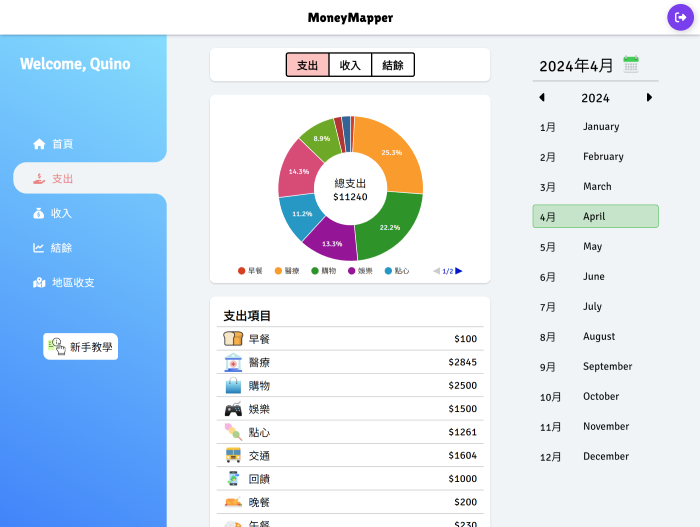 MoneyMapper
Welcome, Quino
首頁
支出
收入
結餘
地區收支
新手教學
支出 收入 結餘
8.9%
25.3%
14.3%
總支出
$11240
11.2%
22.2%
13.3%
早餐 醫療 購物 娛樂 點心 1/2
支出項目
早餐 $100
醫療 $2845
購物 $2500
娛樂 $1500
點心 $1261
交通 $1604
回饋 $1000
晚餐 $200
午餐 $230
2024年4月
2024
1月 January
2月 February
3月 March
4月 April
5月 May
6月 June
7月 July
8月 August
9月 September
10月 October
11月 November
12月 December